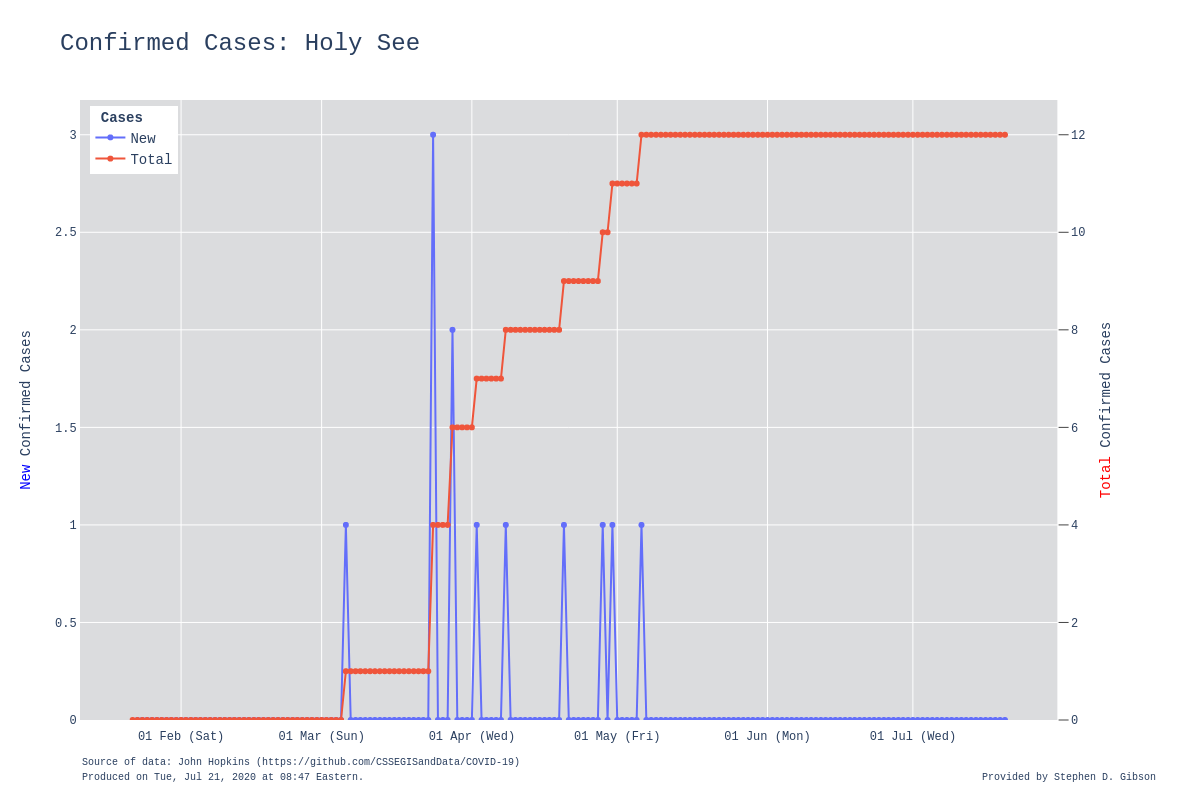 Confirmed Cases: Holy See
Cases
New
Total
3
2.5
2
1.5
1
0.5
0
12
10
8
6
4
2
0
New Confirmed Cases
Total Confirmed Cases
01 Feb (Sat)
01 Mar (Sun)
01 Apr (Wed)
01 May (Fri)
01 Jun (Mon)
01 Jul (Wed)
Source of data: John Hopkins (https://github.com/CSSEGISandData/COVID-19)
Produced on Tue, Jul 21, 2020 at 08:47 Eastern.
Provided by Stephen D. Gibson